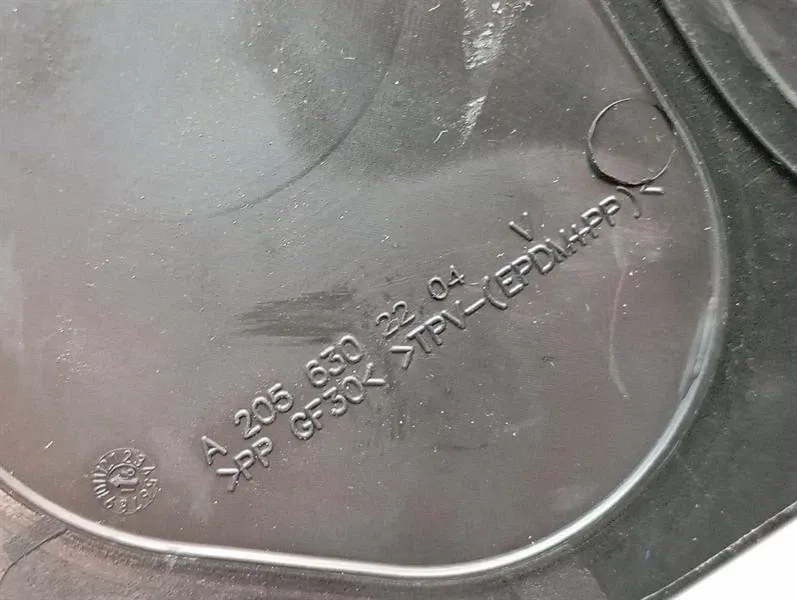 A 205 630 22 04 V
>PP GF30< >TPV-(EPDM+PP)<